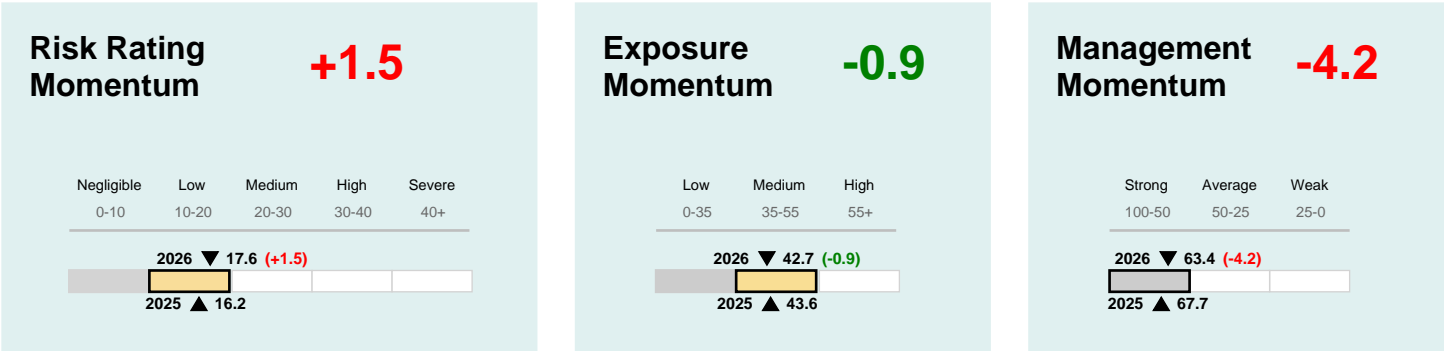 Risk Rating
Momentum
+1.5
Negligible Low Medium High Severe
0-10 10-20 20-30 30-40 40+
2026 ▼ 17.6 (+1.5)
2025 ▲ 16.2
Exposure
Momentum
-0.9
Low Medium High
0-35 35-55 55+
2026 ▼ 42.7 (-0.9)
2025 ▲ 43.6
Management
Momentum
-4.2
Strong Average Weak
100-50 50-25 25-0
2026 ▼ 63.4 (-4.2)
2025 ▲ 67.7